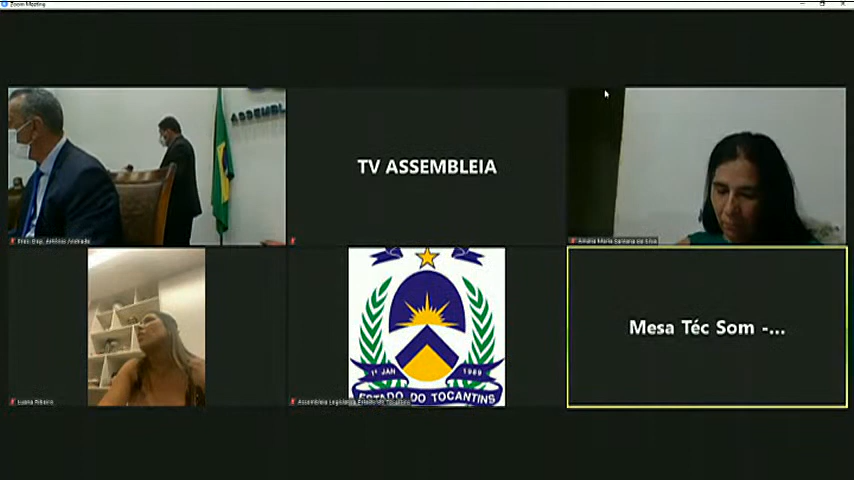 Zoom Meeting
ASSEMBL
TV ASSEMBLEIA
Pres. Dep. Antônio Andrade
Amália Maria Santana da Silva
Luana Ribeiro
1º JAN 1989
ESTADO DO TOCANTINS
Assembleia Legislativa Estado do Tocantins
Mesa Téc Som -...